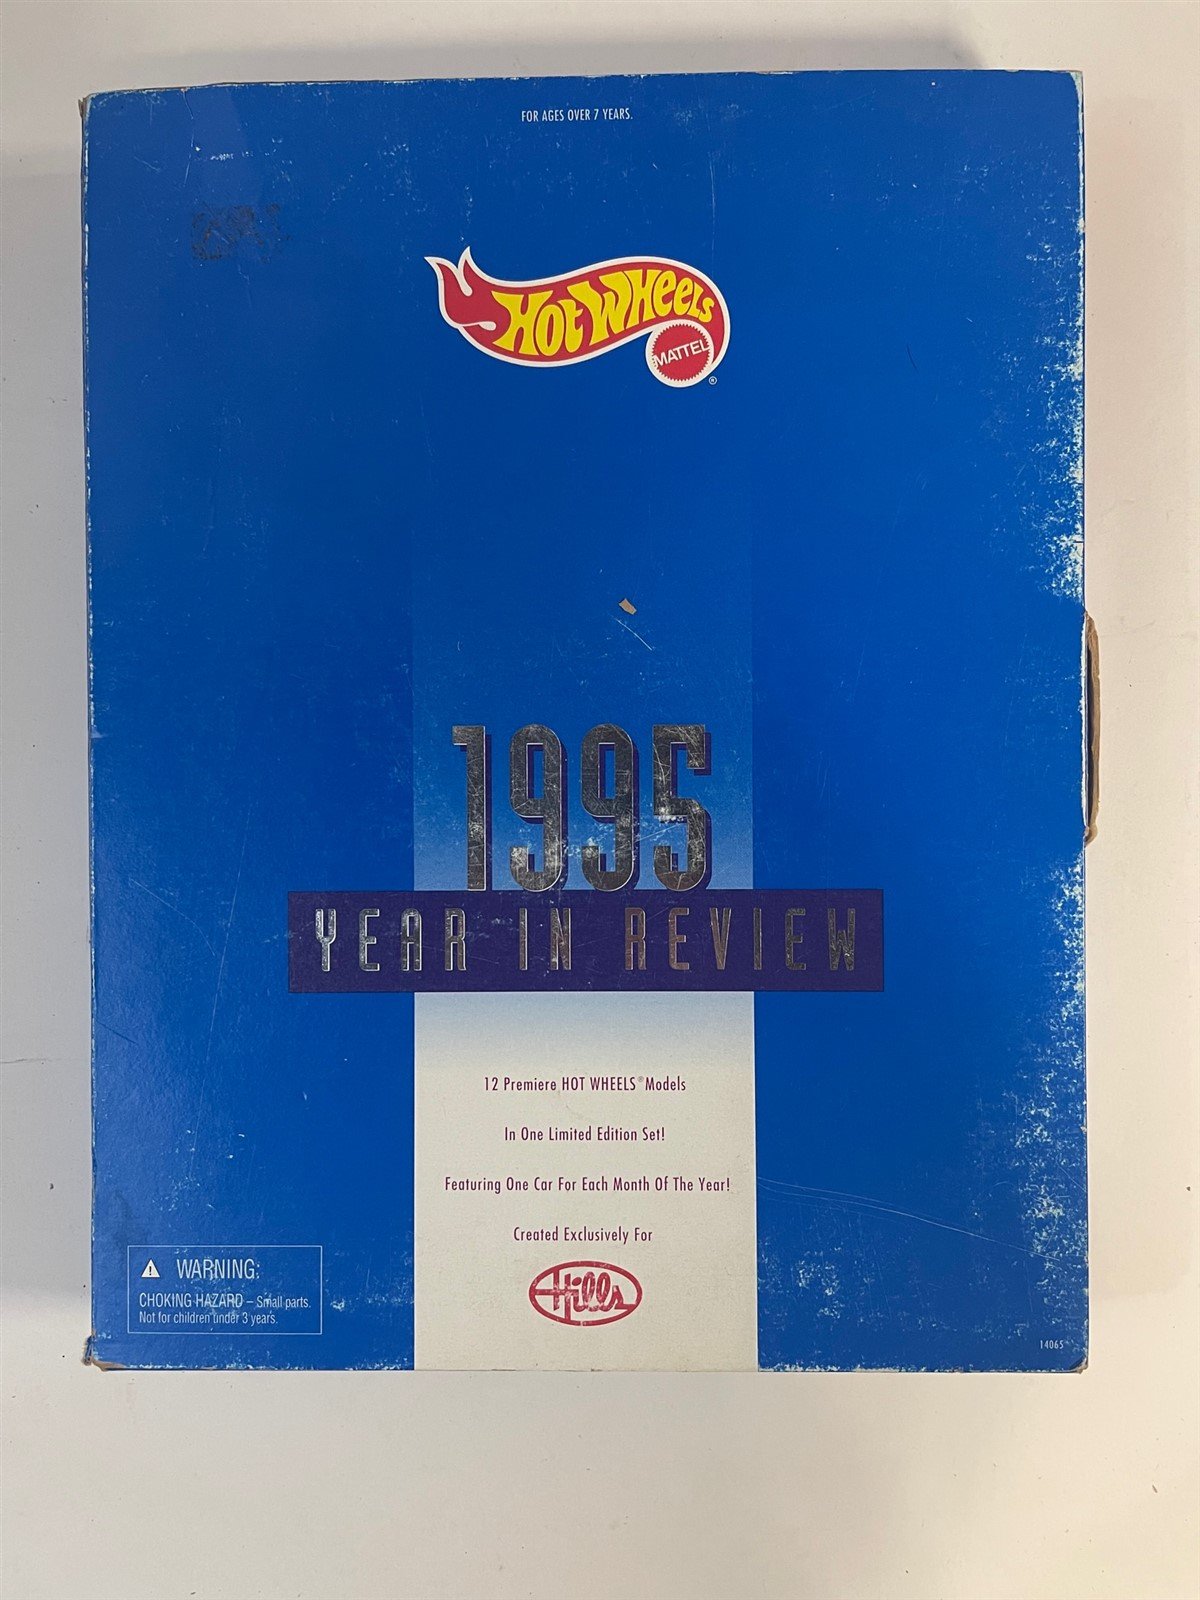 FOR AGES OVER 7 YEARS.
HOT WHEELS
MATTEL
®
1995
YEAR IN REVIEW
12 Premiere HOT WHEELS® Models
In One Limited Edition Set!
Featuring One Car For Each Month Of The Year!
Created Exclusively For
Hills
⚠ WARNING:
CHOKING HAZARD – Small parts.
Not for children under 3 years.
14065